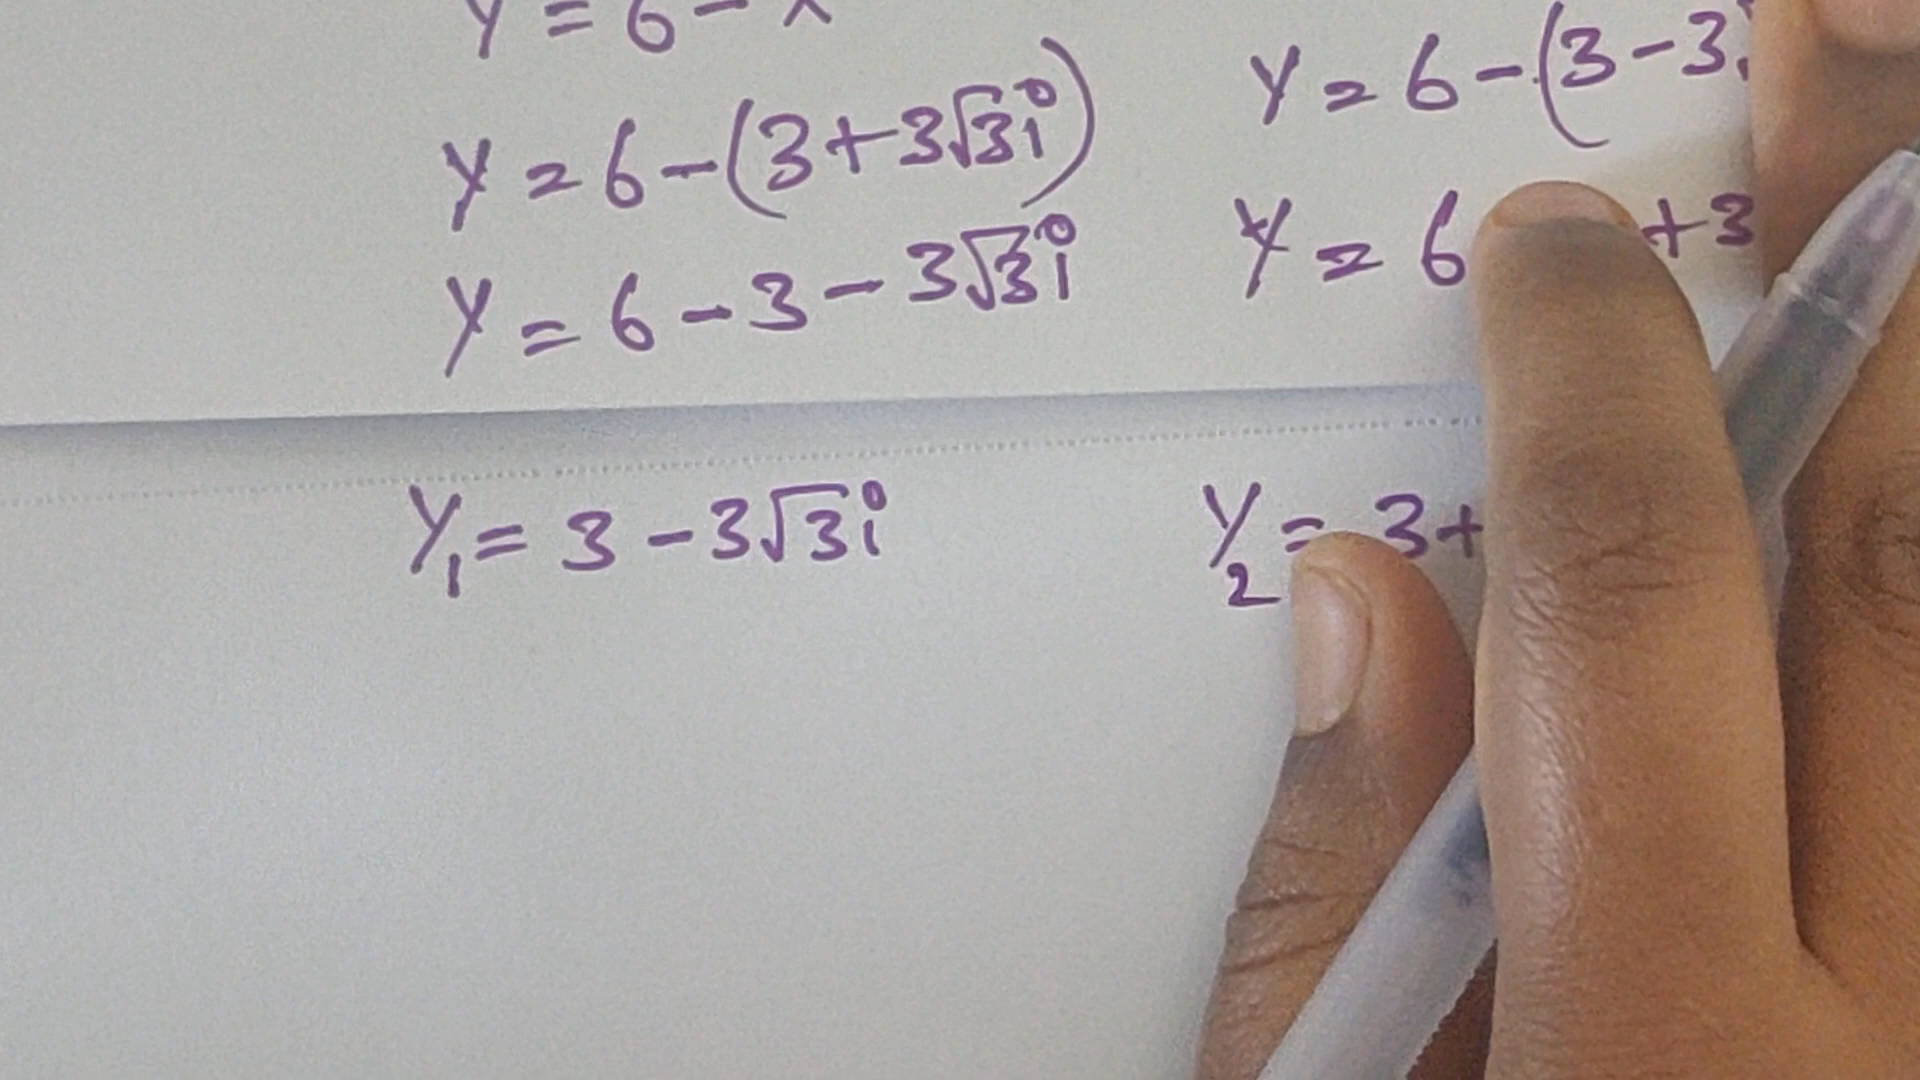 y = 6 - x
y = 6 - (3 + 3√3i)
y = 6 - 3 - 3√3i
y₁ = 3 - 3√3i
y = 6 - (3 - 3
y = 6 + 3
y₂ = 3 +